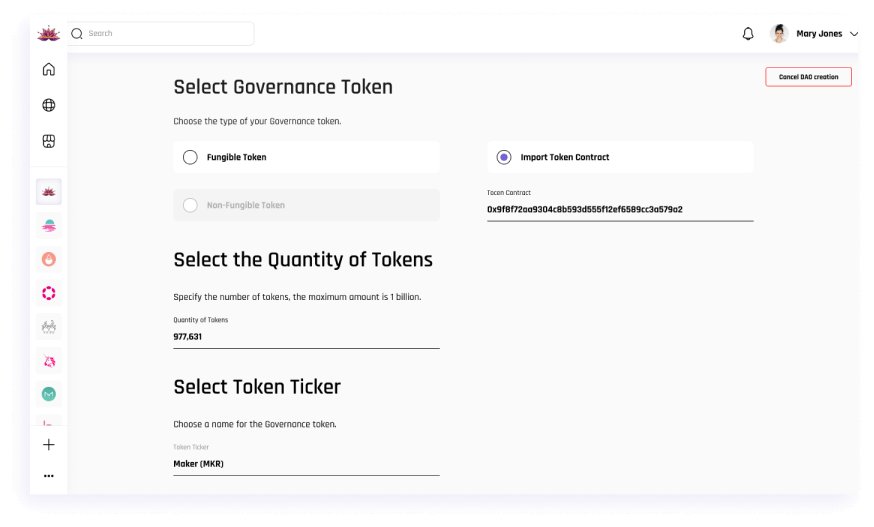 Search
Mary Jones
Cancel DAO creation
Select Governance Token
Choose the type of your Governance token.
Fungible Token
Import Token Contract
Non-Fungible Token
Tocen Contract
0x9f8f72aa9304c8b593d555f12ef6589cc3a579a2
Select the Quantity of Tokens
Specify the number of tokens, the maximum amount is 1 billion.
Quantity of Tokens
977,631
Select Token Ticker
Choose a name for the Governance token.
Token Ticker
Maker (MKR)